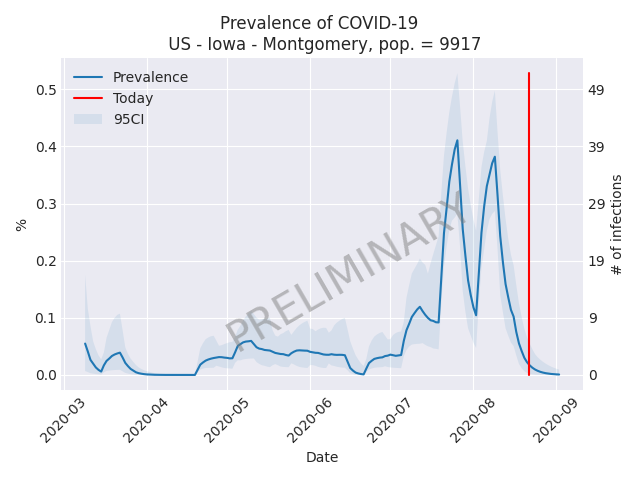 Prevalence of COVID-19
US - Iowa - Montgomery, pop. = 9917
Prevalence
Today
95CI
PRELIMINARY
%
0.5
0.4
0.3
0.2
0.1
0.0
49
39
29
19
9
0
# of infections
2020-03
2020-04
2020-05
2020-06
2020-07
2020-08
2020-09
Date